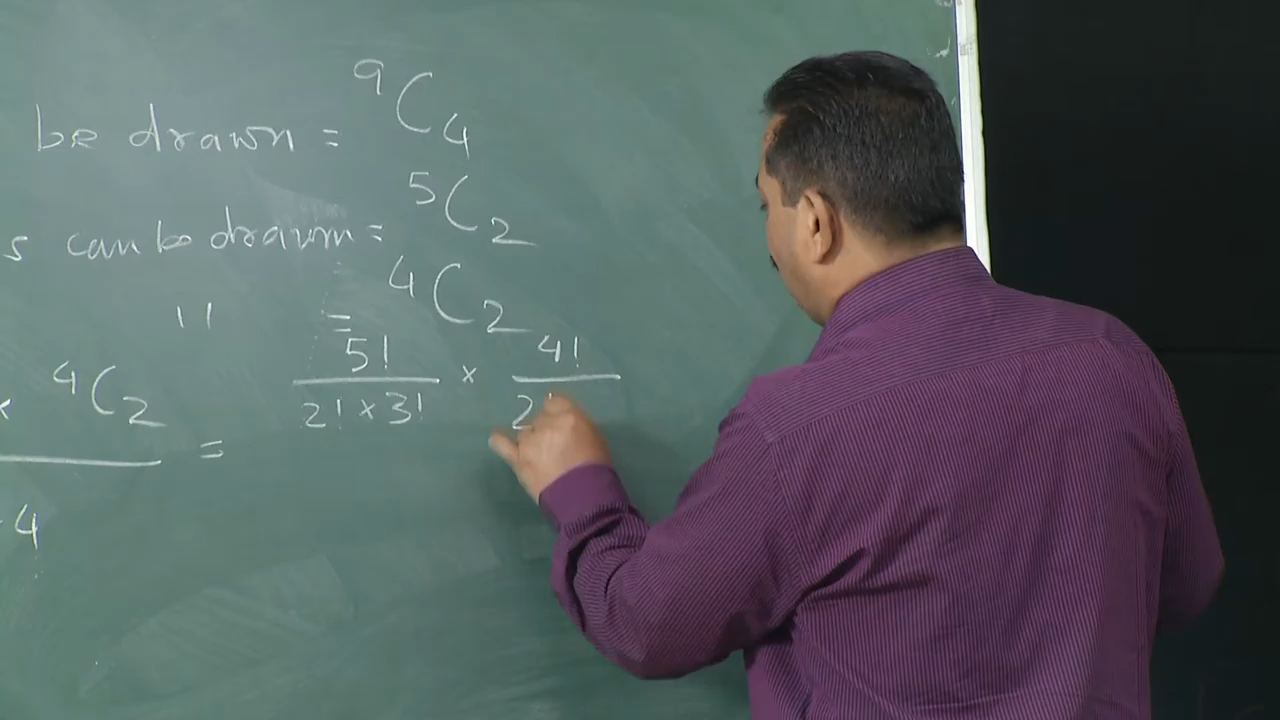 be drawn = ⁹C₄
s can be drawn = ⁵C₂
" = ⁴C₂
× ⁴C₂ = 5! / 2! × 3! × 4! / 2!
4